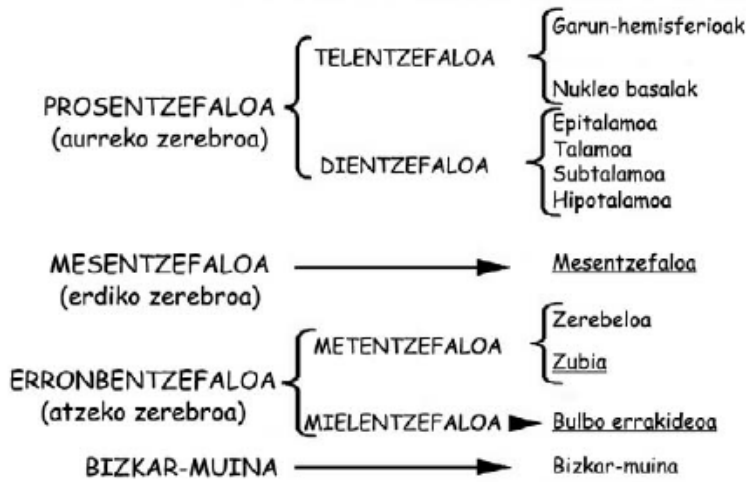 PROSENTZEFALOA
(aurreko zerebroa)
TELENTZEFALOA
Garun-hemisferioak
Nukleo basalak
DIENTZEFALOA
Epitalamoa
Talamoa
Subtalamoa
Hipotalamoa
MESENTZEFALOA
(erdiko zerebroa)
Mesentzefaloa
ERRONBENTZEFALOA
(atzeko zerebroa)
METENTZEFALOA
Zerebeloa
Zubia
MIELENTZEFALOA
Bulbo errakideoa
BIZKAR-MUINA
Bizkar-muina